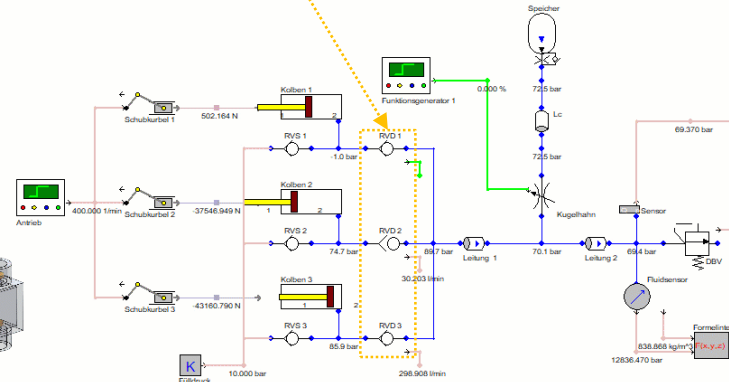 Speicher
72.5 bar
Kolben 1
1
2
Funktionsgenerator 1
0.000 %
Schubkurbel 1
502.164 N
Lc
69.370 bar
RVS 1
-1.0 bar
RVD 1
72.5 bar
Antrieb
400.000 1/min
Schubkurbel 2
-37546.949 N
Kolben 2
1
2
Kugelhahn
Sensor
RVS 2
74.7 bar
RVD 2
89.7 bar
Leitung 1
70.1 bar
Leitung 2
69.4 bar
DBV
30.203 l/min
Kolben 3
1
2
Fluidsensor
Schubkurbel 3
-43160.790 N
RVS 3
85.9 bar
RVD 3
Formelinte
F(x,y,z)
838.868 kg/m^3
12836.470 bar
K
Fülldruck
10.000 bar
298.908 l/min